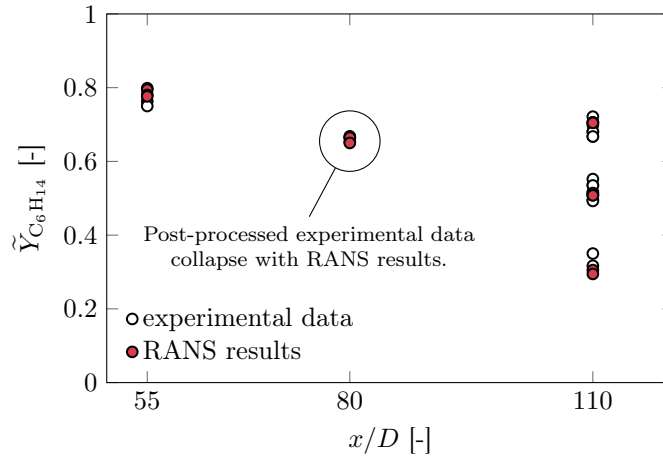 1
0.8
0.6
0.4
0.2
0
Ỹ_{C₆H₁₄} [-]
Post-processed experimental data
collapse with RANS results.
experimental data
RANS results
55 80 110
x/D [-]